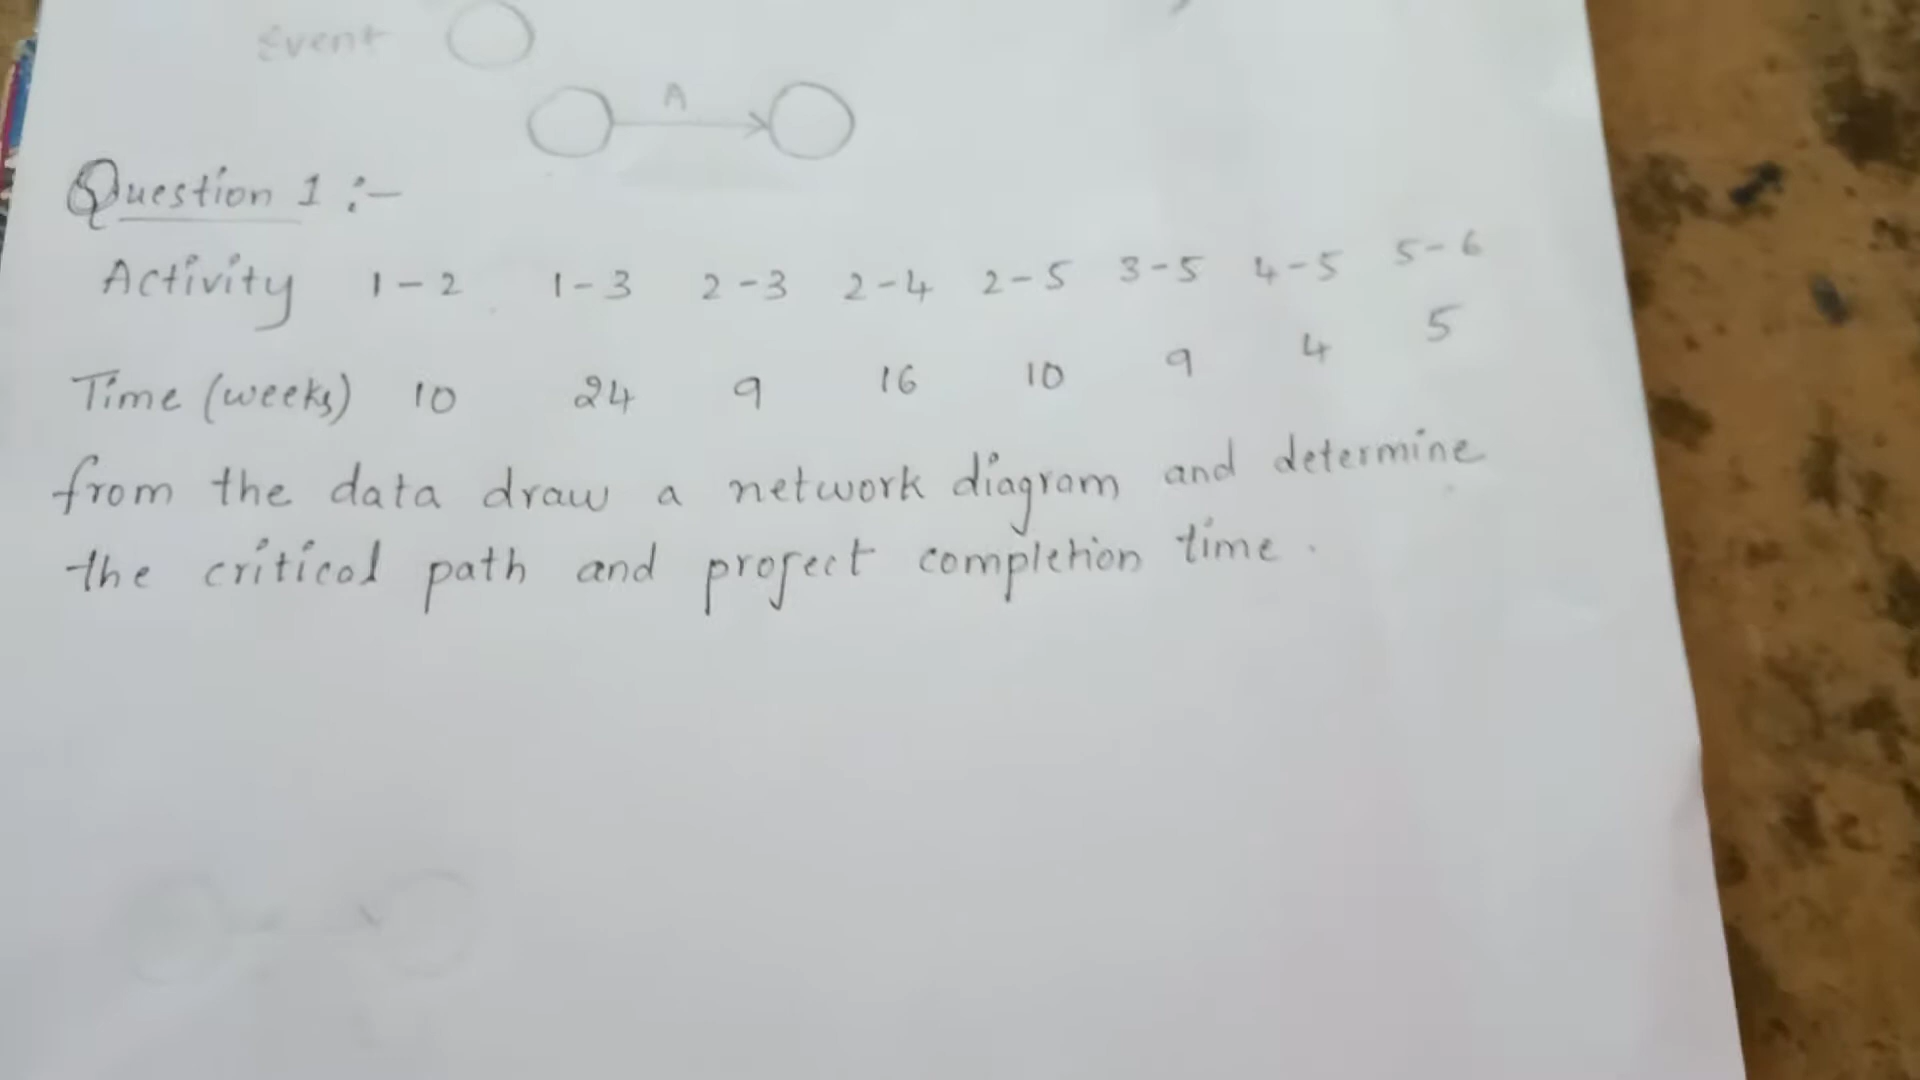 Event
A
Question 1 :-
Activity 1-2 1-3 2-3 2-4 2-5 3-5 4-5 5-6
Time (weeks) 10 24 9 16 10 9 4 5
from the data draw a network diagram and determine
the critical path and project completion time.